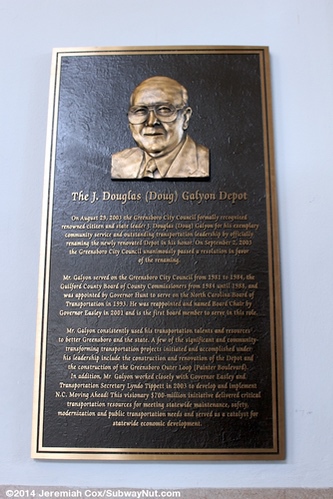 The J. Douglas (Doug) Galyon Depot
On August 29, 2003 the Greensboro City Council formally recognized
renowned citizen and state leader J. Douglas (Doug) Galyon for his exemplary
community service and outstanding transportation leadership by officially
renaming the newly renovated Depot in his honor. On September 2, 2003
the Greensboro City Council unanimously passed a resolution in favor
of the renaming.
Mr. Galyon served on the Greensboro City Council from 1982 to 1984, the
Guilford County Board of County Commissioners from 1984 until 1988, and
was appointed by Governor Hunt to serve on the North Carolina Board of
Transportation in 1993. He was reappointed and named Board Chair by
Governor Easley in 2001 and is the first board member to serve in this role.
Mr. Galyon consistently used his transportation talents and resources
to better Greensboro and the state. A few of the significant and community-
transforming transportation projects initiated and accomplished under
his leadership include the construction and renovation of the Depot and
the construction of the Greensboro Outer Loop (Painter Boulevard).
In addition, Mr. Galyon worked closely with Governor Easley and
Transportation Secretary Lyndo Tippett in 2003 to develop and implement
N.C. Moving Ahead! This visionary $700-million initiative delivered critical
transportation resources for meeting statewide maintenance, safety,
modernization and public transportation needs and served as a catalyst for
statewide economic development.
©2014 Jeremiah Cox/SubwayNut.com